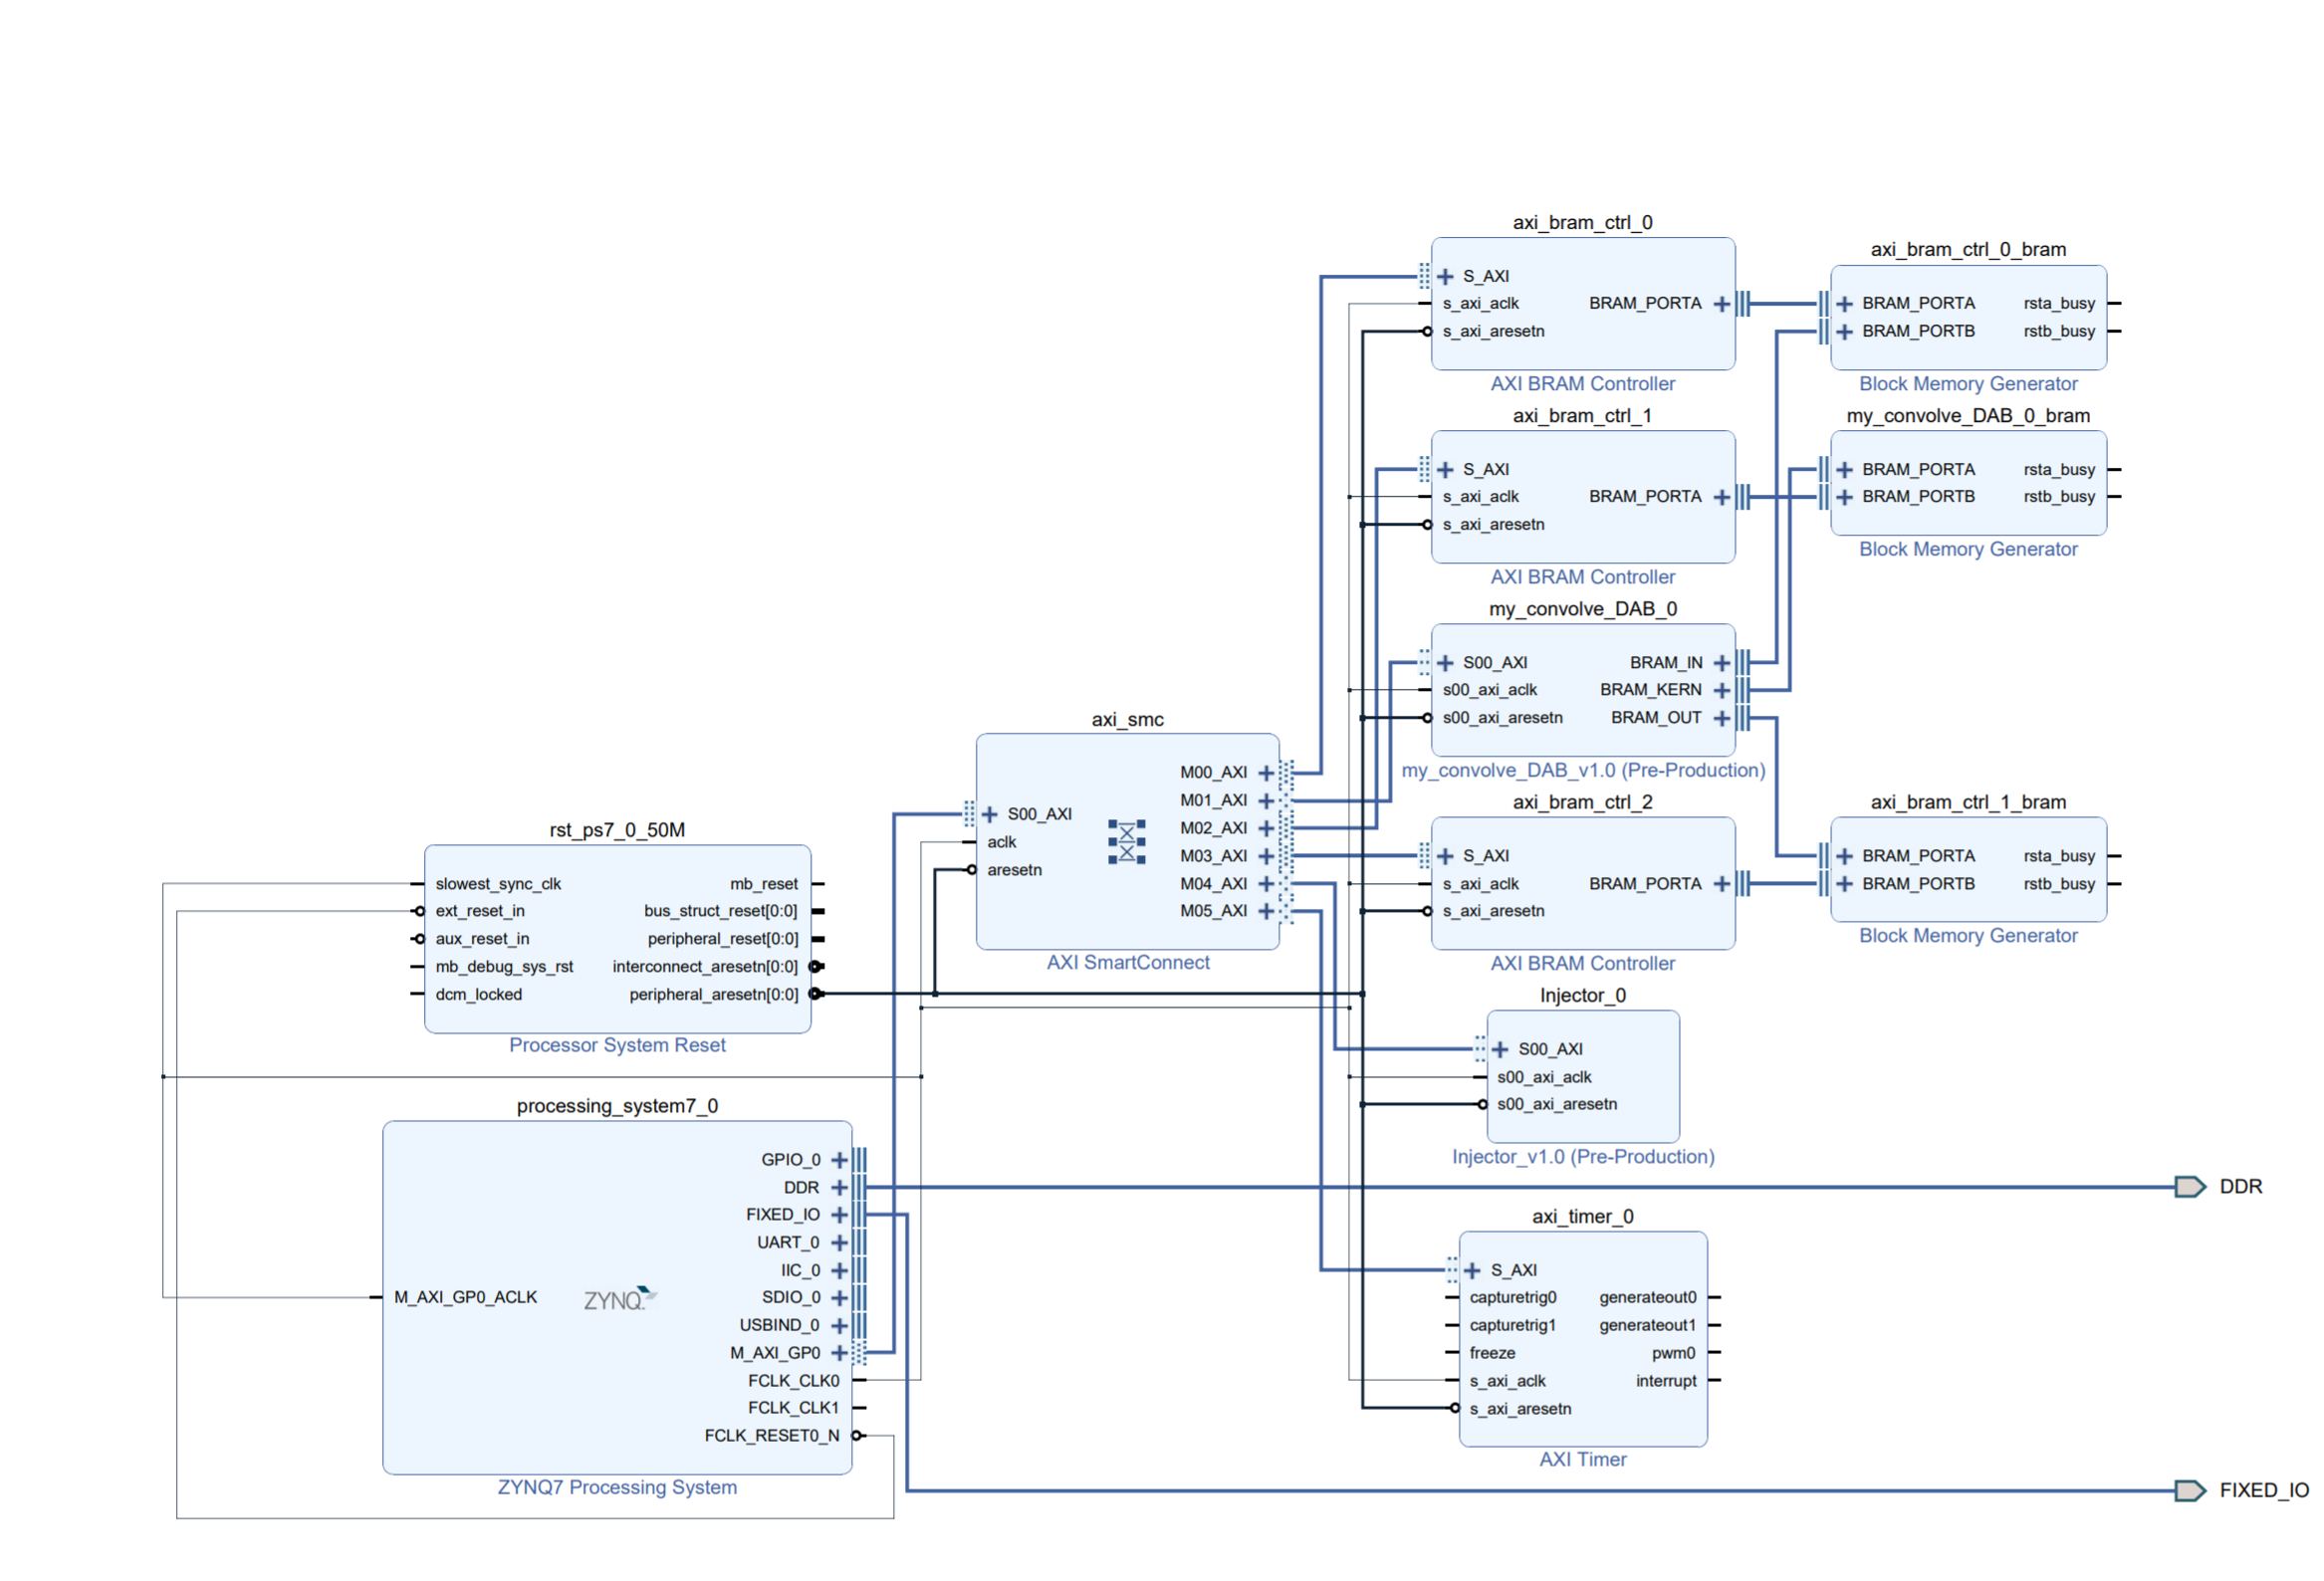 axi_bram_ctrl_0
S_AXI
s_axi_aclk
s_axi_aresetn
BRAM_PORTA
AXI BRAM Controller
axi_bram_ctrl_0_bram
BRAM_PORTA
BRAM_PORTB
rsta_busy
rstb_busy
Block Memory Generator
axi_bram_ctrl_1
S_AXI
s_axi_aclk
s_axi_aresetn
BRAM_PORTA
AXI BRAM Controller
my_convolve_DAB_0_bram
BRAM_PORTA
BRAM_PORTB
rsta_busy
rstb_busy
Block Memory Generator
my_convolve_DAB_0
S00_AXI
s00_axi_aclk
s00_axi_aresetn
BRAM_IN
BRAM_KERN
BRAM_OUT
my_convolve_DAB_v1.0 (Pre-Production)
axi_smc
S00_AXI
aclk
aresetn
M00_AXI
M01_AXI
M02_AXI
M03_AXI
M04_AXI
M05_AXI
AXI SmartConnect
axi_bram_ctrl_2
S_AXI
s_axi_aclk
s_axi_aresetn
BRAM_PORTA
AXI BRAM Controller
axi_bram_ctrl_1_bram
BRAM_PORTA
BRAM_PORTB
rsta_busy
rstb_busy
Block Memory Generator
rst_ps7_0_50M
slowest_sync_clk
ext_reset_in
aux_reset_in
mb_debug_sys_rst
dcm_locked
mb_reset
bus_struct_reset[0:0]
peripheral_reset[0:0]
interconnect_aresetn[0:0]
peripheral_aresetn[0:0]
Processor System Reset
Injector_0
S00_AXI
s00_axi_aclk
s00_axi_aresetn
Injector_v1.0 (Pre-Production)
processing_system7_0
M_AXI_GP0_ACLK
ZYNQ
GPIO_0
DDR
FIXED_IO
UART_0
IIC_0
SDIO_0
USBIND_0
M_AXI_GP0
FCLK_CLK0
FCLK_CLK1
FCLK_RESET0_N
ZYNQ7 Processing System
DDR
axi_timer_0
S_AXI
capturetrig0
capturetrig1
freeze
s_axi_aclk
s_axi_aresetn
generateout0
generateout1
pwm0
interrupt
AXI Timer
FIXED_IO